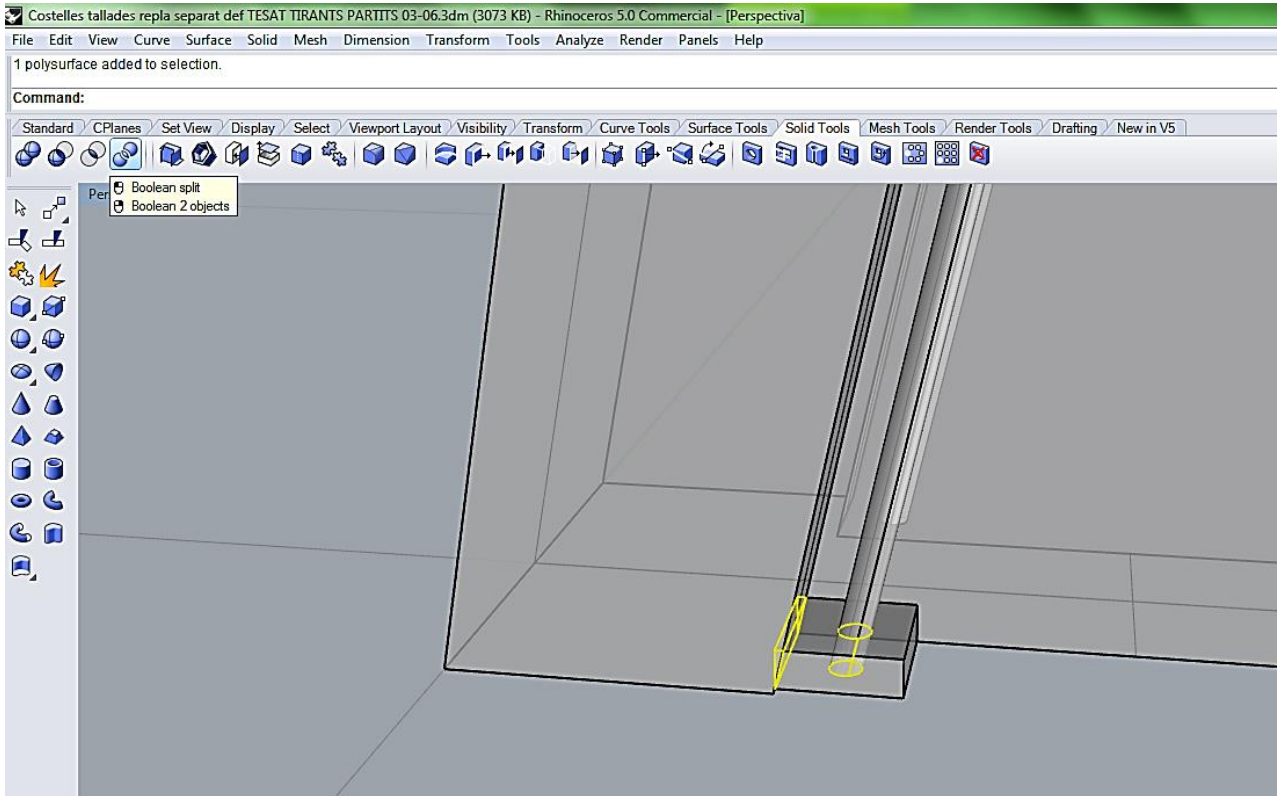 Costelles tallades repla separat def TESAT TIRANTS PARTITS 03-06.3dm (3073 KB) - Rhinoceros 5.0 Commercial - [Perspectiva]
File Edit View Curve Surface Solid Mesh Dimension Transform Tools Analyze Render Panels Help
1 polysurface added to selection.
Command:
Standard CPlanes Set View Display Select Viewport Layout Visibility Transform Curve Tools Surface Tools Solid Tools Mesh Tools Render Tools Drafting New in V5
Per
Boolean split
Boolean 2 objects